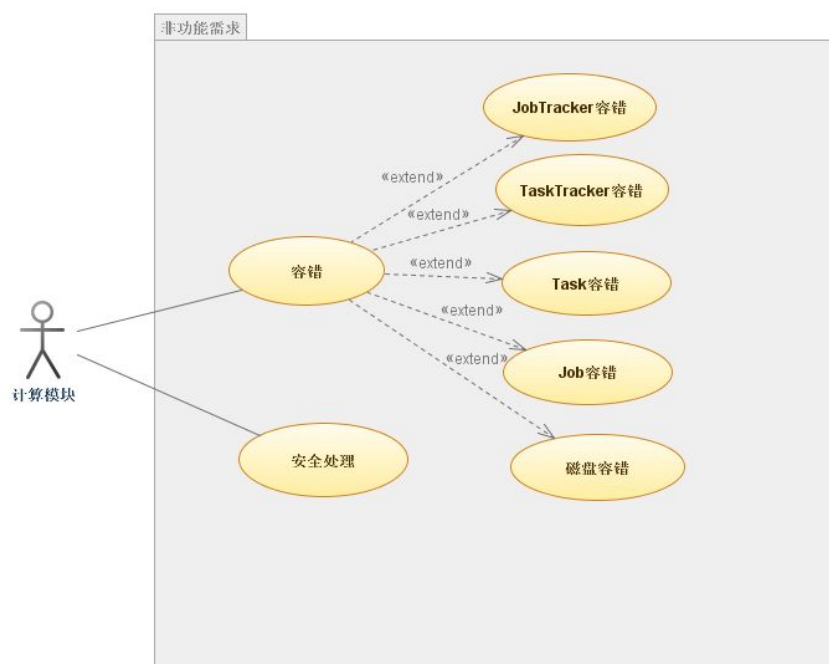 非功能需求
JobTracker容错
«extend»
TaskTracker容错
«extend»
容错
«extend»
Task容错
«extend»
Job容错
«extend»
计算模块
安全处理
磁盘容错